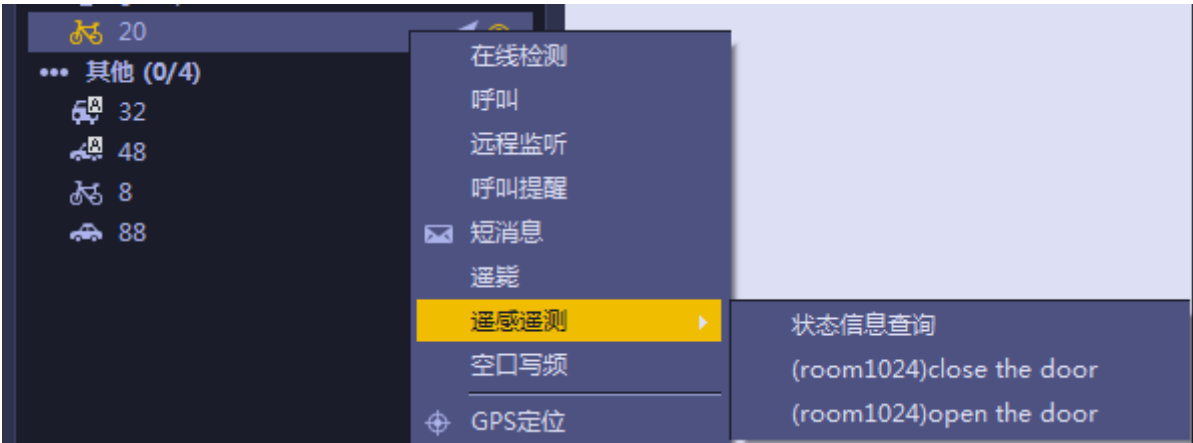 20
其他 (0/4)
32
48
8
88
在线检测
呼叫
远程监听
呼叫提醒
短消息
遥毙
遥感遥测
空口写频
GPS定位
状态信息查询
(room1024)close the door
(room1024)open the door